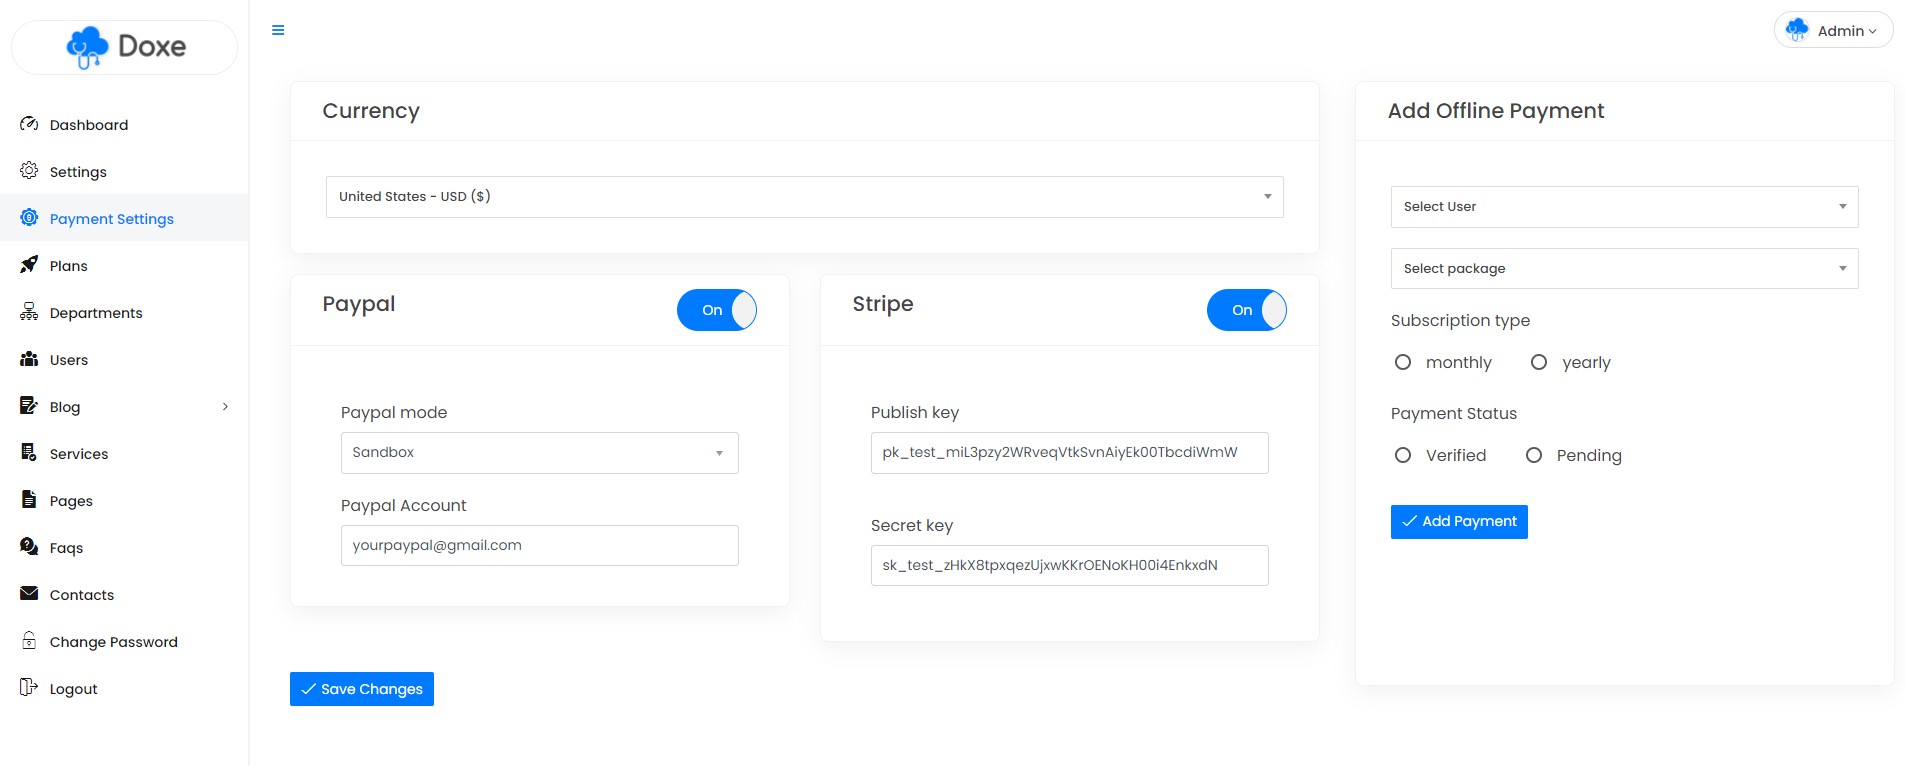 Doxe
Dashboard
Settings
Payment Settings
Plans
Departments
Users
Blog
Services
Pages
Faqs
Contacts
Change Password
Logout
Admin
Currency
United States - USD ($)
Paypal
On
Paypal mode
Sandbox
Paypal Account
yourpaypal@gmail.com
Stripe
On
Publish key
pk_test_miL3pzy2WRveqVtkSvnAiyEk00TbcdiWmW
Secret key
sk_test_zHkX8tpxqezUjxwKKrOENoKH00i4EnkxdN
Save Changes
Add Offline Payment
Select User
Select package
Subscription type
monthly yearly
Payment Status
Verified Pending
Add Payment